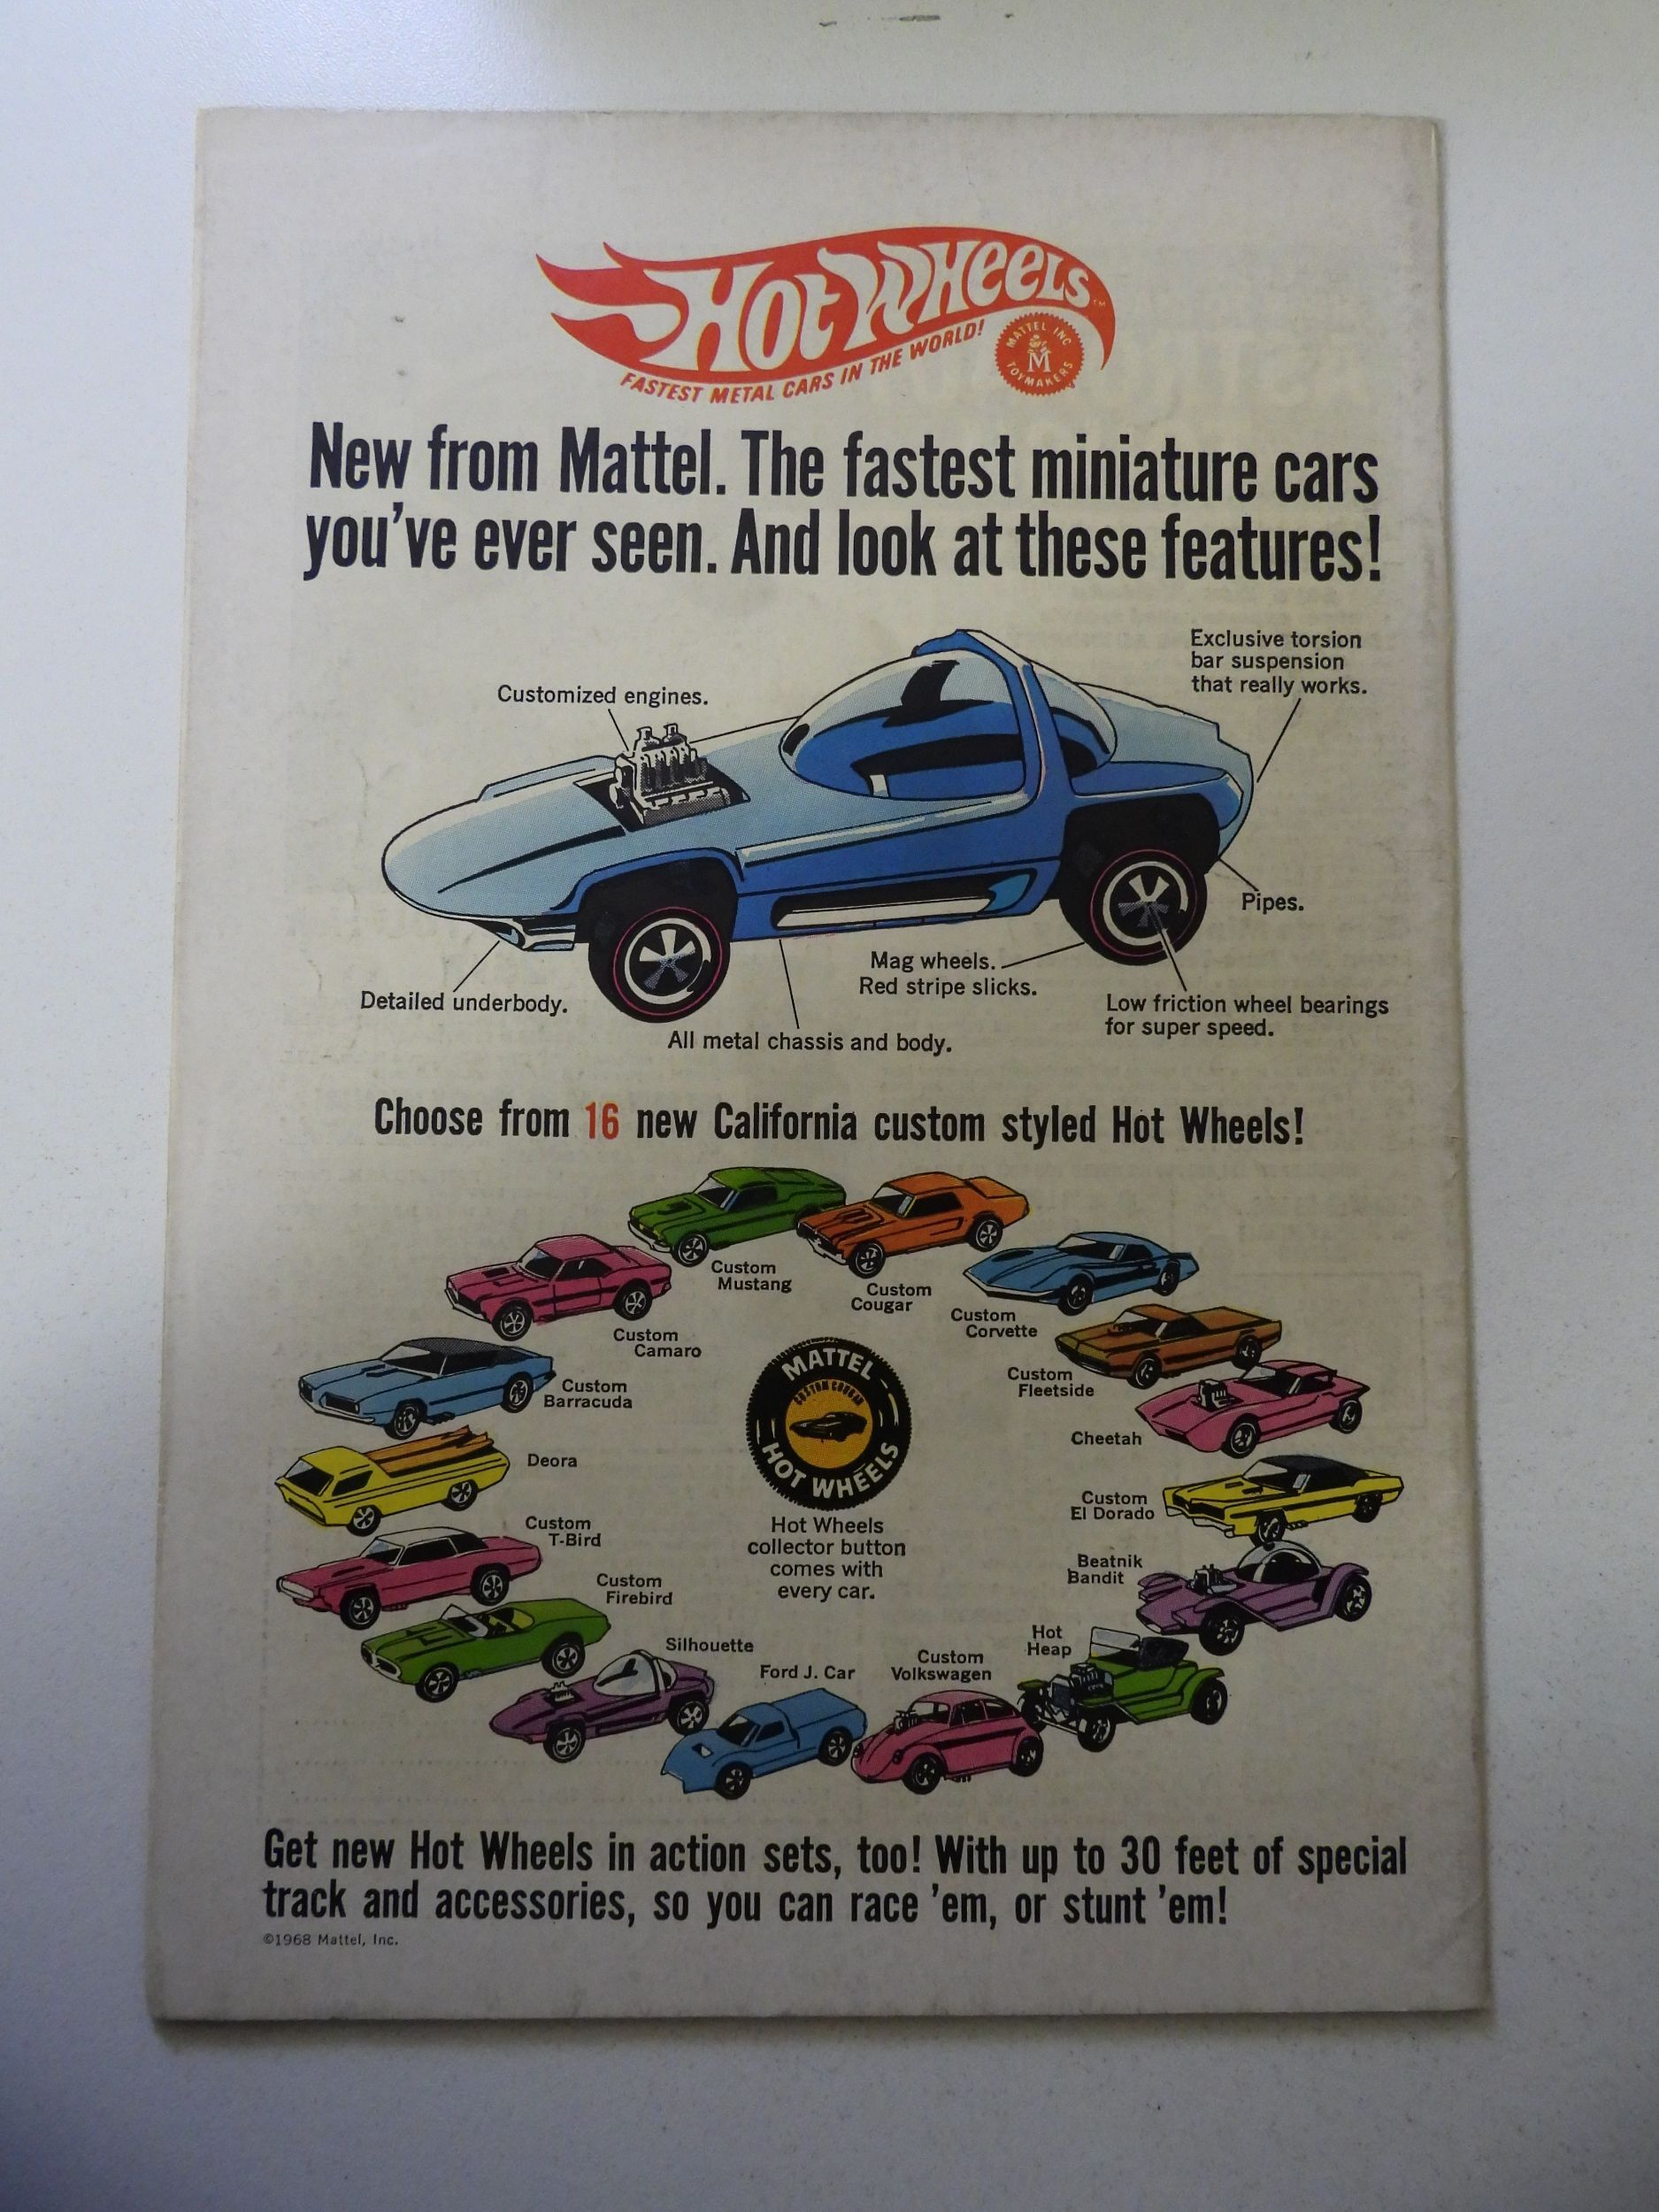 Hot Wheels™
FASTEST METAL CARS IN THE WORLD!
MATTEL INC
M
TOYMAKERS
New from Mattel. The fastest miniature cars
you've ever seen. And look at these features!
Exclusive torsion
bar suspension
that really works.
Customized engines.
Pipes.
Mag wheels.
Red stripe slicks.
Detailed underbody.
Low friction wheel bearings
for super speed.
All metal chassis and body.
Choose from 16 new California custom styled Hot Wheels!
Custom
Mustang
Custom
Cougar
Custom
Corvette
Custom
Camaro
Custom
Fleetside
Custom
Barracuda
Cheetah
Deora
Custom
El Dorado
Custom
T-Bird
Beatnik
Bandit
Custom
Firebird
Hot
Heap
Silhouette
Ford J. Car
Custom
Volkswagen
MATTEL
CUSTOM COUGAR
HOT WHEELS
Hot Wheels
collector button
comes with
every car.
Get new Hot Wheels in action sets, too! With up to 30 feet of special
track and accessories, so you can race 'em, or stunt 'em!
©1968 Mattel, Inc.